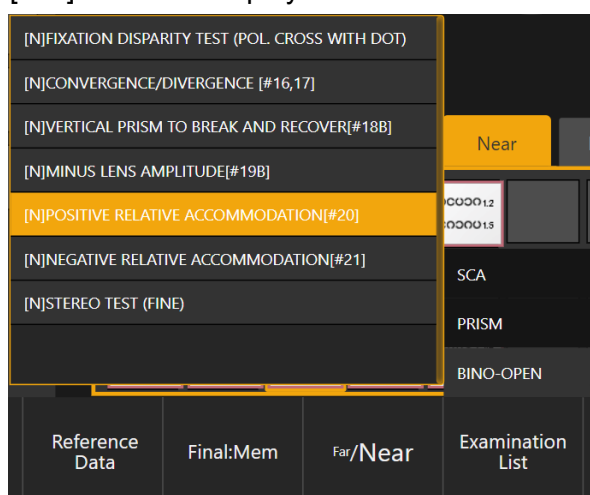 [N]FIXATION DISPARITY TEST (POL. CROSS WITH DOT)
[N]CONVERGENCE/DIVERGENCE [#16,17]
[N]VERTICAL PRISM TO BREAK AND RECOVER[#18B]
[N]MINUS LENS AMPLITUDE[#19B]
[N]POSITIVE RELATIVE ACCOMMODATION[#20]
[N]NEGATIVE RELATIVE ACCOMMODATION[#21]
[N]STEREO TEST (FINE)
Near
1.2
1.5
SCA
PRISM
BINO-OPEN
Reference
Data
Final:Mem
Far/Near
Examination
List